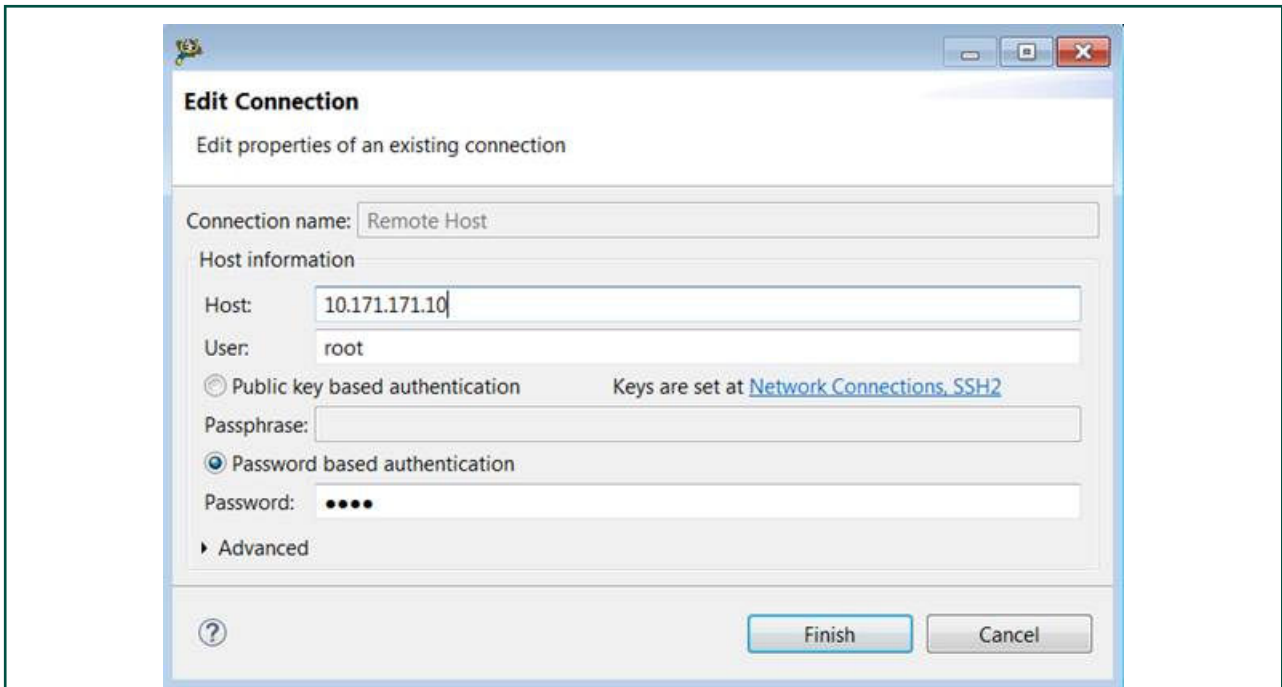 Edit Connection
Edit properties of an existing connection
Connection name: Remote Host
Host information
Host: 10.171.171.10
User: root
Public key based authentication Keys are set at Network Connections, SSH2
Passphrase:
Password based authentication
Password: ••••
Advanced
? Finish Cancel